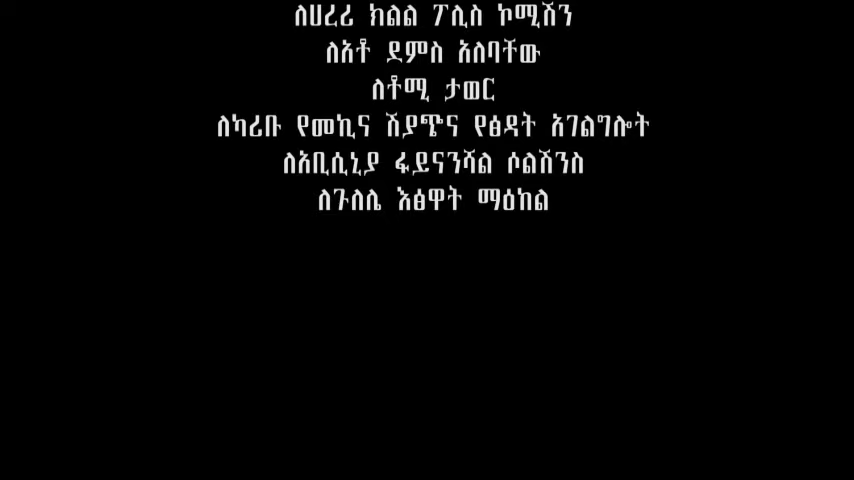 ለሀረሪ ክልል ፖሊስ ኮሚሽን
ለአቶ ደምስ አለባቸው
ለቶሚ ታወር
ለካሪቡ የመኪና ሽያጭና የፅዳት አገልግሎት
ለአቢሲኒያ ፋይናንሻል ሶልሽንስ
ለጉለሌ እፅዋት ማዕከል